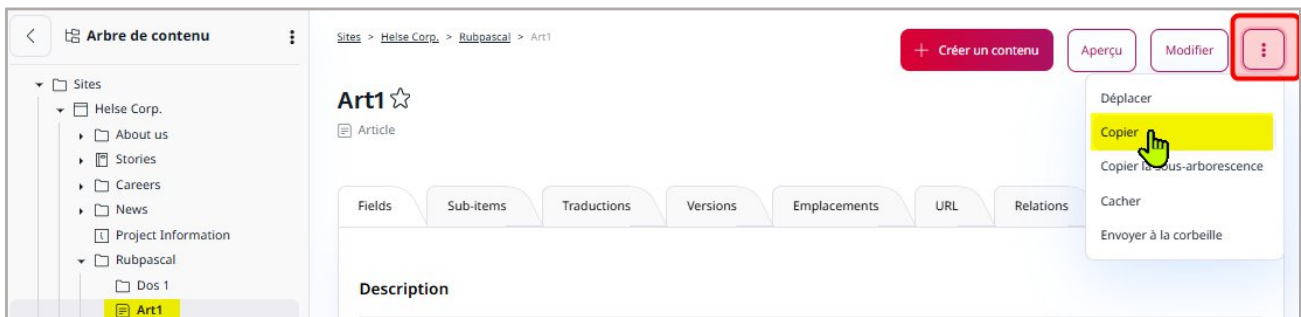 Arbre de contenu
Sites
Helse Corp.
About us
Stories
Careers
News
Project Information
Rubpascal
Dos 1
Art1
Sites > Helse Corp. > Rubpascal > Art1
+ Créer un contenu
Aperçu
Modifier
Art1
Article
Déplacer
Copier
Copier la sous-arborescence
Cacher
Envoyer à la corbeille
Fields
Sub-items
Traductions
Versions
Emplacements
URL
Relations
Description